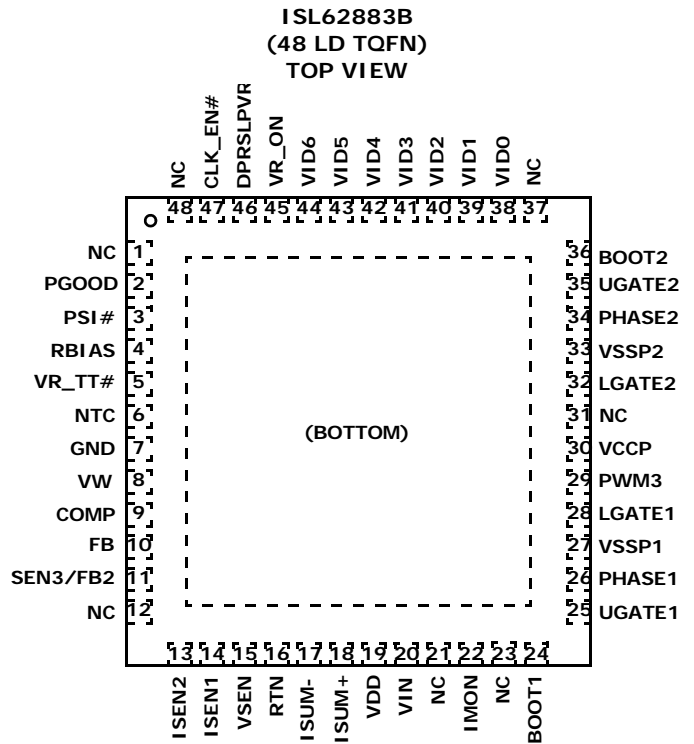 ISL62883B
(48 LD TQFN)
TOP VIEW
NC
CLK_EN#
DPRSLPVR
VR_ON
VID6
VID5
VID4
VID3
VID2
VID1
VID0
NC
48 47 46 45 44 43 42 41 40 39 38 37
NC 1
PGOOD 2
PSI# 3
RBIAS 4
VR_TT# 5
NTC 6
GND 7
VW 8
COMP 9
FB 10
SEN3/FB2 11
NC 12
(BOTTOM)
36 BOOT2
35 UGATE2
34 PHASE2
33 VSSP2
32 LGATE2
31 NC
30 VCCP
29 PWM3
28 LGATE1
27 VSSP1
26 PHASE1
25 UGATE1
13 14 15 16 17 18 19 20 21 22 23 24
ISEN2
ISEN1
VSEN
RTN
ISUM-
ISUM+
VDD
VIN
NC
IMON
NC
BOOT1